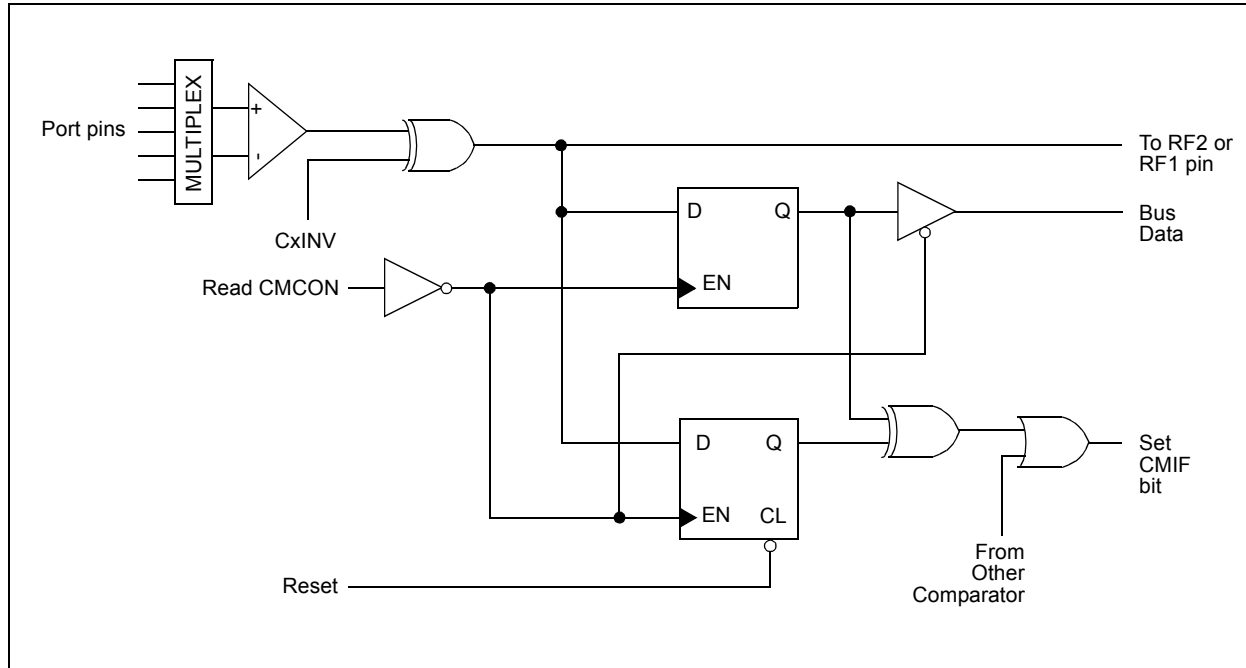 MULTIPLEX
Port pins
+
-
CxINV
To RF2 or
RF1 pin
D
Q
EN
Bus
Data
Read CMCON
D
Q
EN
CL
Set
CMIF
bit
From
Other
Comparator
Reset